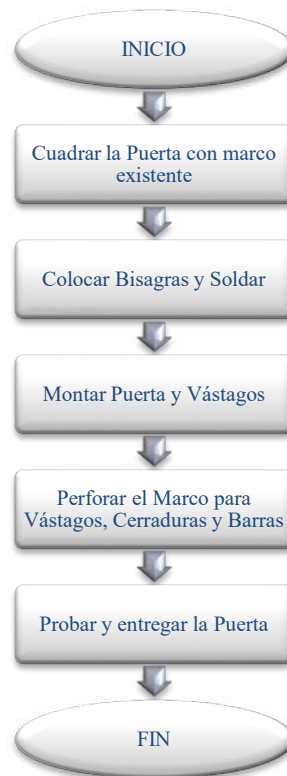 INICIO
Cuadrar la Puerta con marco
existente
Colocar Bisagras y Soldar
Montar Puerta y Vástagos
Perforar el Marco para
Vástagos, Cerraduras y Barras
Probar y entregar la Puerta
FIN